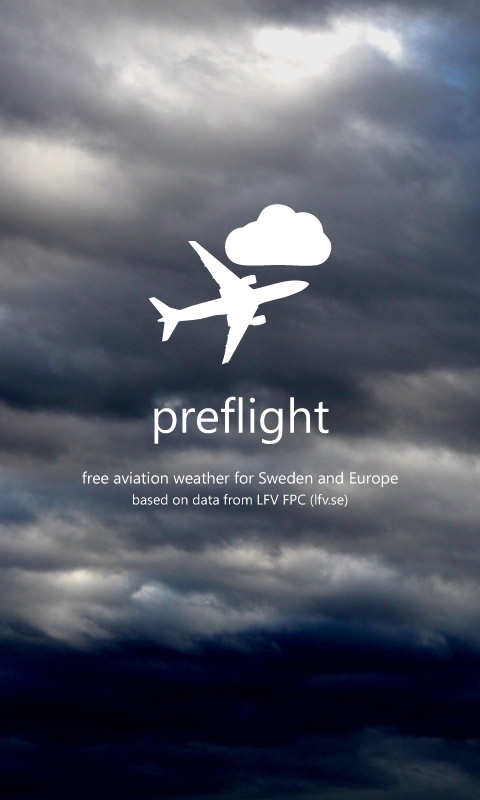 preflight
free aviation weather for Sweden and Europe
based on data from LFV FPC (lfv.se)